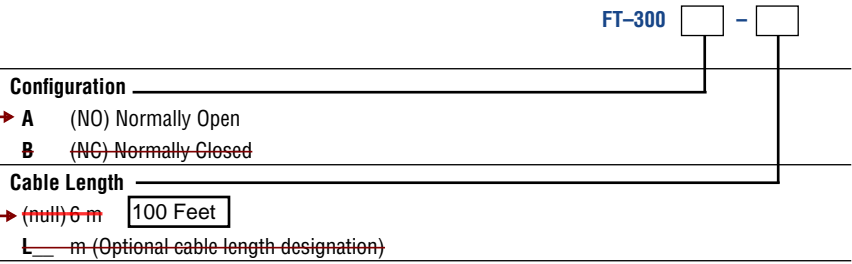 FT–300 –
Configuration
A (NO) Normally Open
B (NC) Normally Closed
Cable Length
(null) 6 m 100 Feet
L__ m (Optional cable length designation)